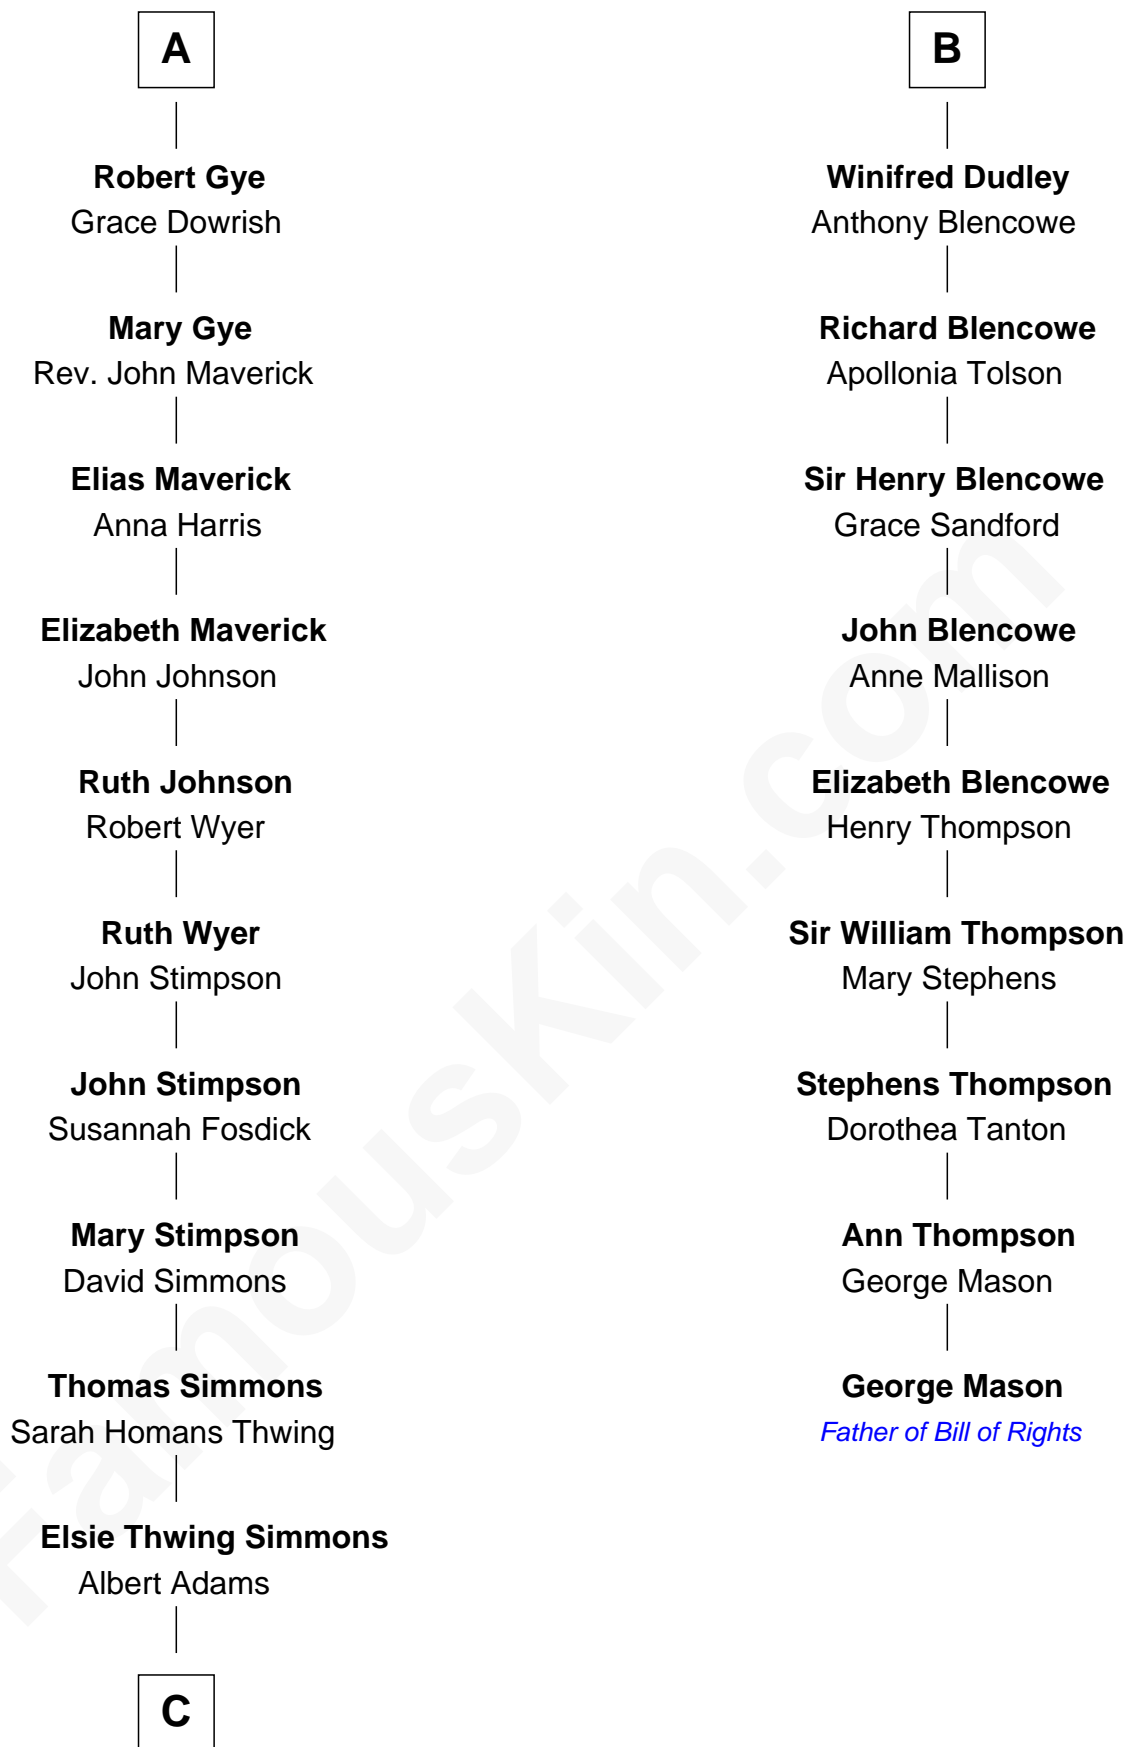 A
Robert Gye
Grace Dowrish
Mary Gye
Rev. John Maverick
Elias Maverick
Anna Harris
Elizabeth Maverick
John Johnson
Ruth Johnson
Robert Wyer
Ruth Wyer
John Stimpson
John Stimpson
Susannah Fosdick
Mary Stimpson
David Simmons
Thomas Simmons
Sarah Homans Thwing
Elsie Thwing Simmons
Albert Adams
C
B
Winifred Dudley
Anthony Blencowe
Richard Blencowe
Apollonia Tolson
Sir Henry Blencowe
Grace Sandford
John Blencowe
Anne Mallison
Elizabeth Blencowe
Henry Thompson
Sir William Thompson
Mary Stephens
Stephens Thompson
Dorothea Tanton
Ann Thompson
George Mason
George Mason
Father of Bill of Rights
FamousKin.com